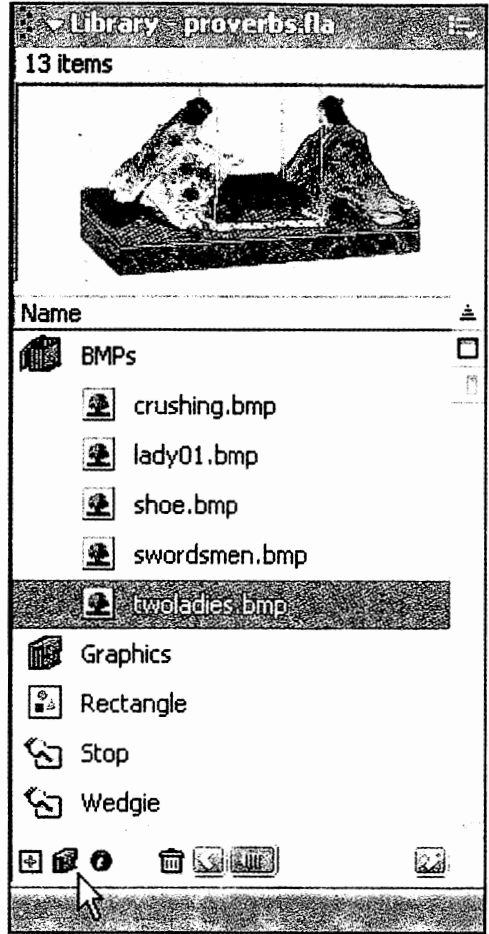 Library - proverbs.fla
13 items
Name
BMPs
crushing.bmp
lady01.bmp
shoe.bmp
swordsmen.bmp
twoladies.bmp
Graphics
Rectangle
Stop
Wedgie